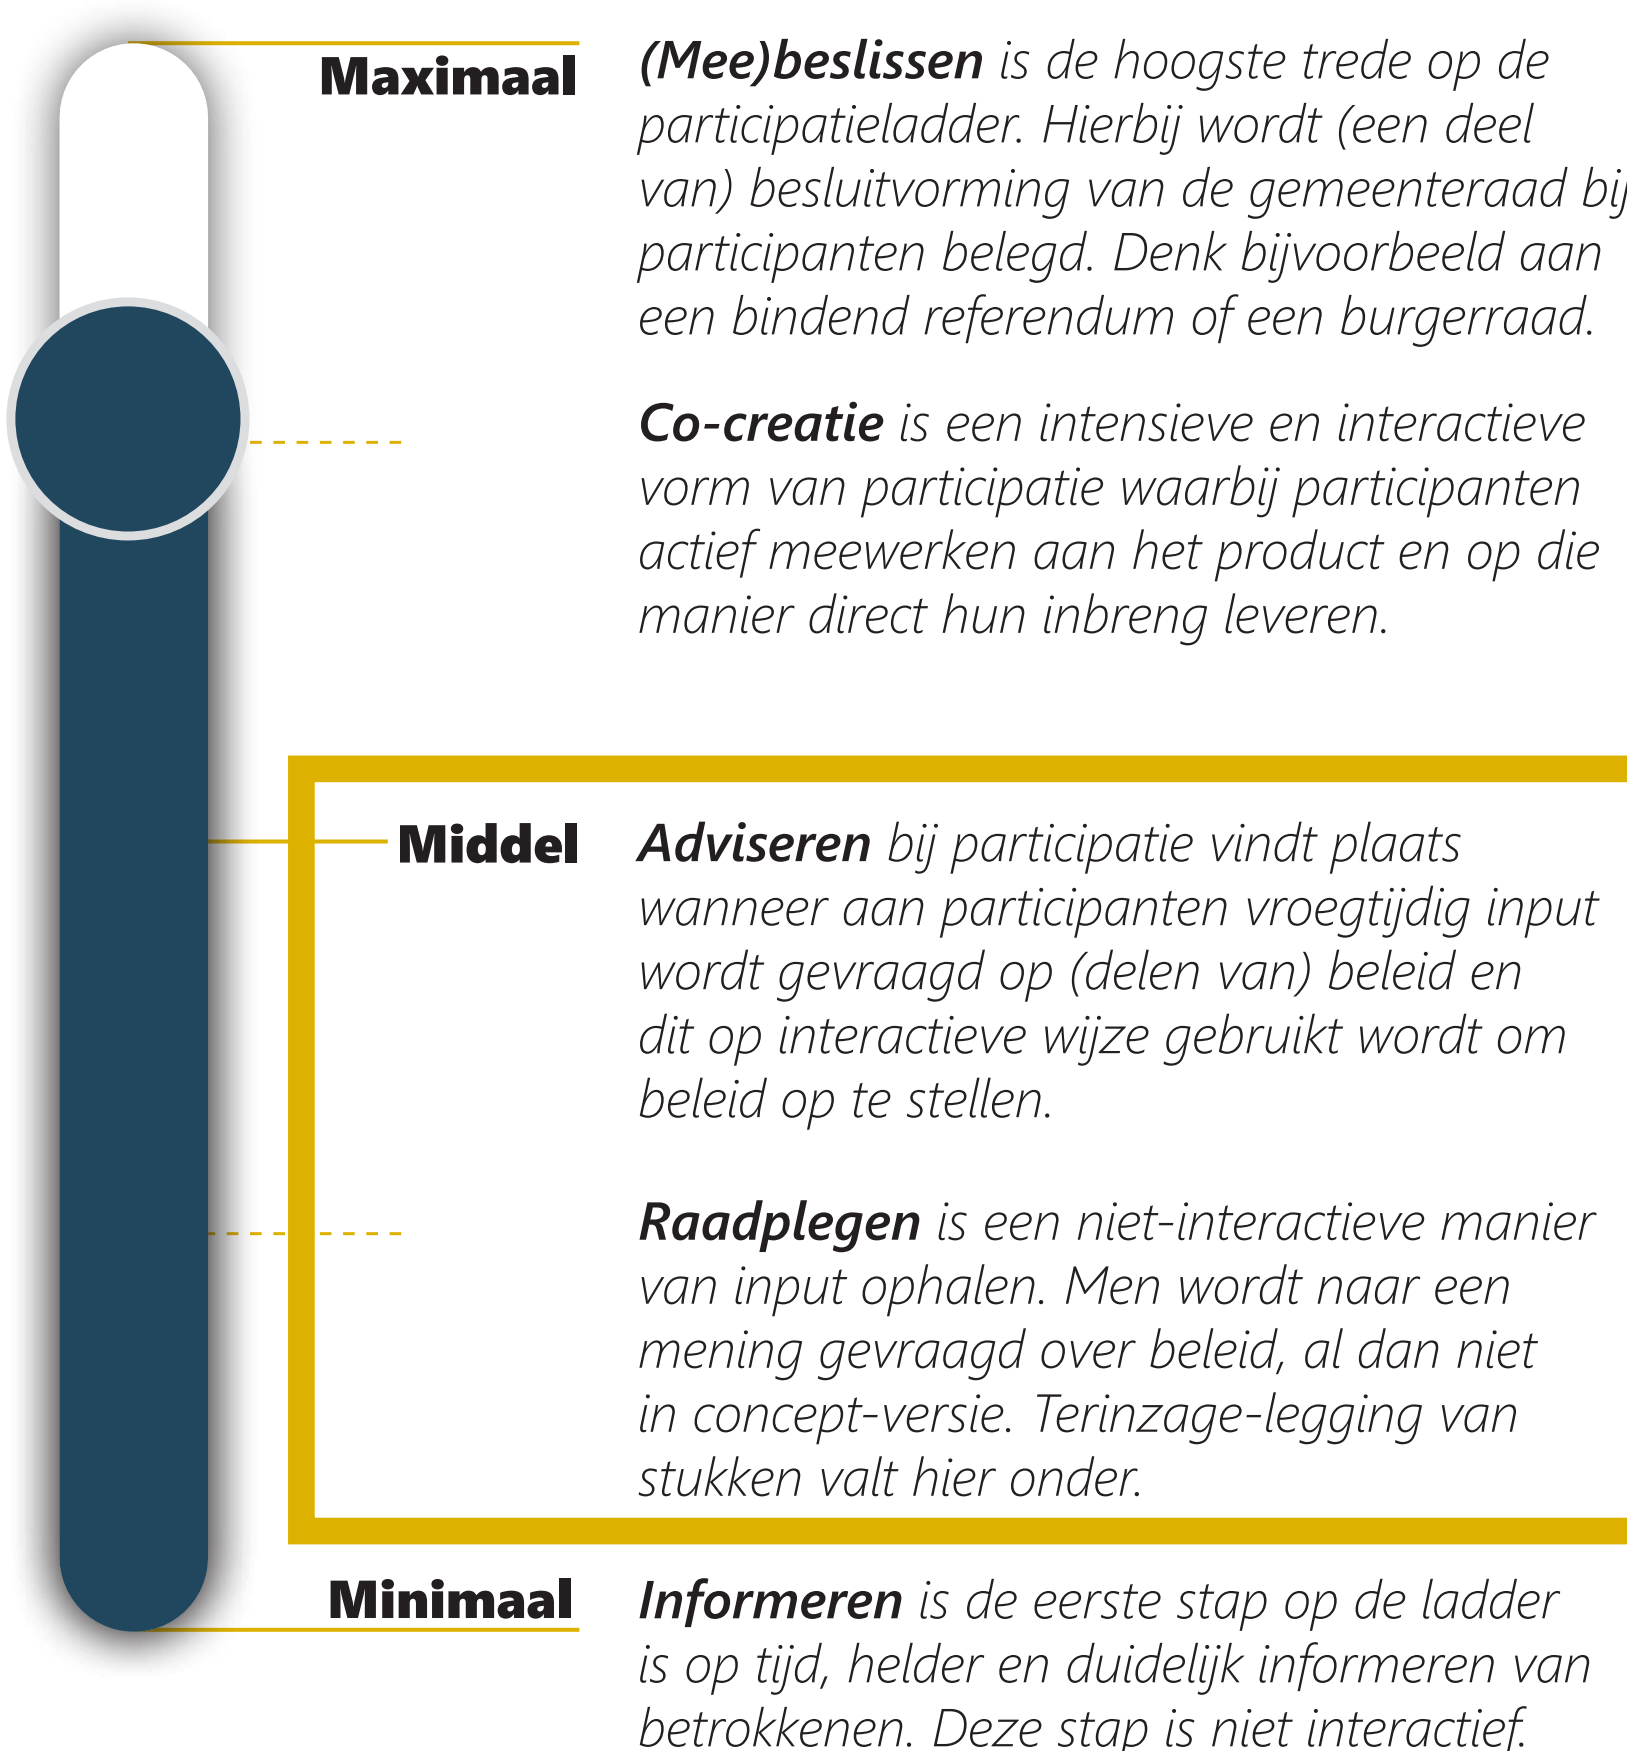 Maximaal
(Mee)beslissen is de hoogste trede op de
participatieladder. Hierbij wordt (een deel
van) besluitvorming van de gemeenteraad bij
participanten belegd. Denk bijvoorbeeld aan
een bindend referendum of een burgerraad.
Co-creatie is een intensieve en interactieve
vorm van participatie waarbij participanten
actief meewerken aan het product en op die
manier direct hun inbreng leveren.
Middel
Adviseren bij participatie vindt plaats
wanneer aan participanten vroegtijdig input
wordt gevraagd op (delen van) beleid en
dit op interactieve wijze gebruikt wordt om
beleid op te stellen.
Raadplegen is een niet-interactieve manier
van input ophalen. Men wordt naar een
mening gevraagd over beleid, al dan niet
in concept-versie. Terinzage-legging van
stukken valt hier onder.
Minimaal
Informeren is de eerste stap op de ladder
is op tijd, helder en duidelijk informeren van
betrokkenen. Deze stap is niet interactief.